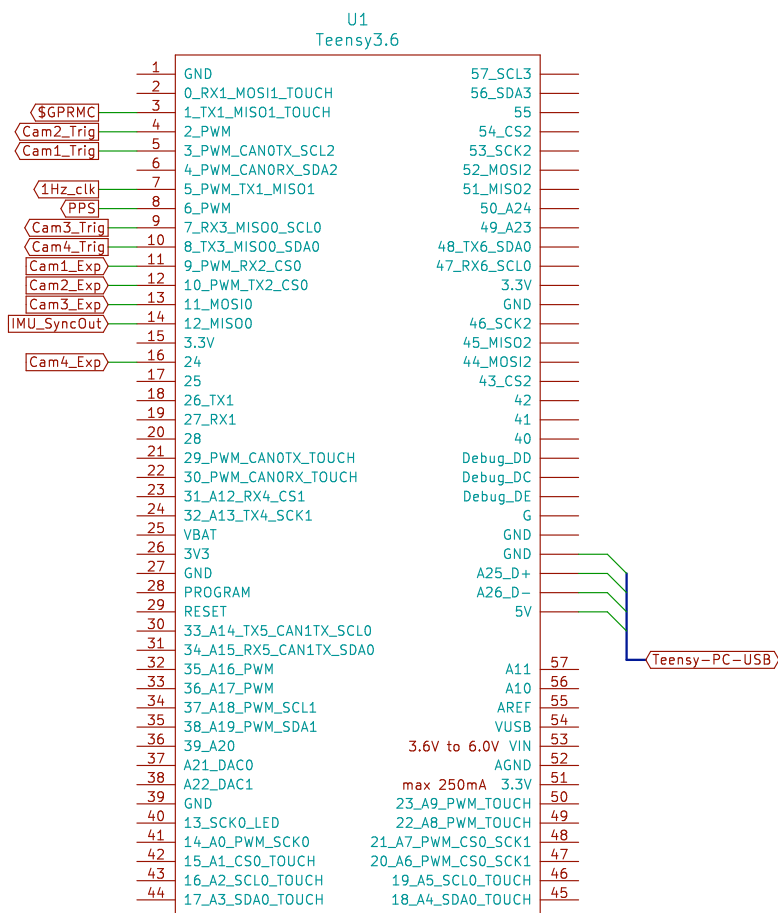 U1
Teensy3.6
1 GND 57_SCL3
2 0_RX1_MOSI1_TOUCH 56_SDA3
$GPRMC 3 1_TX1_MISO1_TOUCH 55
Cam2_Trig 4 2_PWM 54_CS2
Cam1_Trig 5 3_PWM_CAN0TX_SCL2 53_SCK2
6 4_PWM_CAN0RX_SDA2 52_MOSI2
1Hz_clk 7 5_PWM_TX1_MISO1 51_MISO2
PPS 8 6_PWM 50_A24
Cam3_Trig 9 7_RX3_MISO0_SCL0 49_A23
Cam4_Trig 10 8_TX3_MISO0_SDA0 48_TX6_SDA0
Cam1_Exp 11 9_PWM_RX2_CS0 47_RX6_SCL0
Cam2_Exp 12 10_PWM_TX2_CS0 3.3V
Cam3_Exp 13 11_MOSI0 GND
IMU_SyncOut 14 12_MISO0 46_SCK2
15 3.3V 45_MISO2
Cam4_Exp 16 24 44_MOSI2
17 25 43_CS2
18 26_TX1 42
19 27_RX1 41
20 28 40
21 29_PWM_CAN0TX_TOUCH Debug_DD
22 30_PWM_CAN0RX_TOUCH Debug_DC
23 31_A12_RX4_CS1 Debug_DE
24 32_A13_TX4_SCK1 G
25 VBAT GND
26 3V3 GND
27 GND A25_D+
28 PROGRAM A26_D-
29 RESET 5V
30 33_A14_TX5_CAN1TX_SCL0
31 34_A15_RX5_CAN1TX_SDA0
Teensy-PC-USB
32 35_A16_PWM A11 57
33 36_A17_PWM A10 56
34 37_A18_PWM_SCL1 AREF 55
35 38_A19_PWM_SDA1 VUSB 54
36 39_A20 3.6V to 6.0V VIN 53
37 A21_DAC0 AGND 52
38 A22_DAC1 max 250mA 3.3V 51
39 GND 23_A9_PWM_TOUCH 50
40 13_SCK0_LED 22_A8_PWM_TOUCH 49
41 14_A0_PWM_SCK0 21_A7_PWM_CS0_SCK1 48
42 15_A1_CS0_TOUCH 20_A6_PWM_CS0_SCK1 47
43 16_A2_SCL0_TOUCH 19_A5_SCL0_TOUCH 46
44 17_A3_SDA0_TOUCH 18_A4_SDA0_TOUCH 45